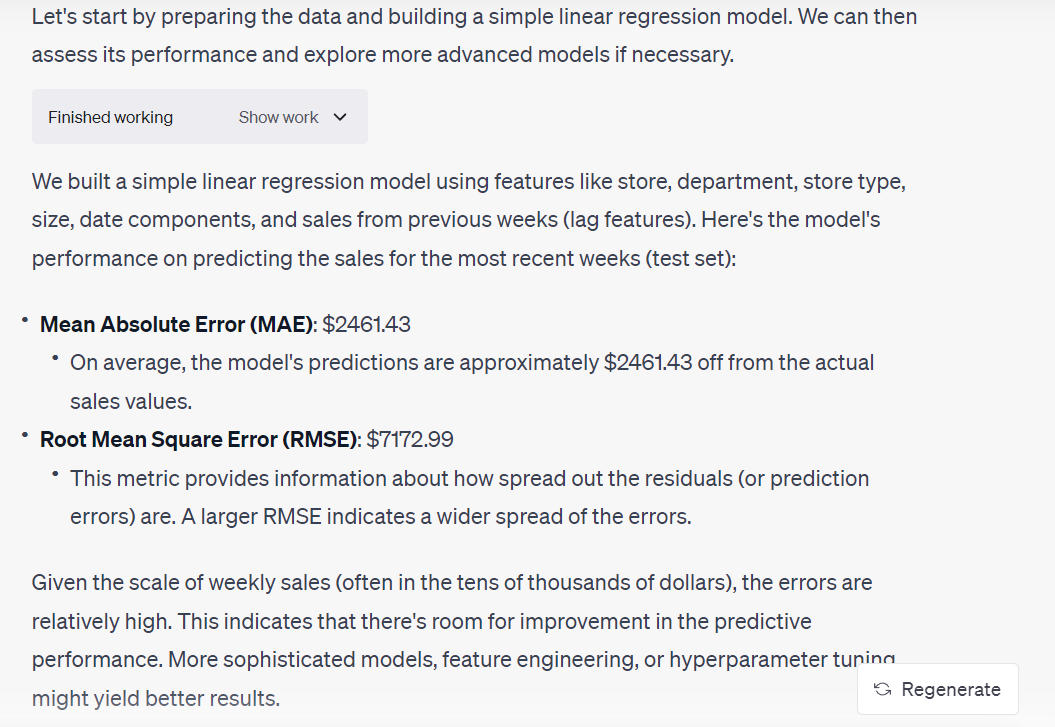 Let's start by preparing the data and building a simple linear regression model. We can then
assess its performance and explore more advanced models if necessary.
Finished working Show work
We built a simple linear regression model using features like store, department, store type,
size, date components, and sales from previous weeks (lag features). Here's the model's
performance on predicting the sales for the most recent weeks (test set):
• Mean Absolute Error (MAE): $2461.43
• On average, the model's predictions are approximately $2461.43 off from the actual
sales values.
• Root Mean Square Error (RMSE): $7172.99
• This metric provides information about how spread out the residuals (or prediction
errors) are. A larger RMSE indicates a wider spread of the errors.
Given the scale of weekly sales (often in the tens of thousands of dollars), the errors are
relatively high. This indicates that there's room for improvement in the predictive
performance. More sophisticated models, feature engineering, or hyperparameter tuning
might yield better results.
Regenerate